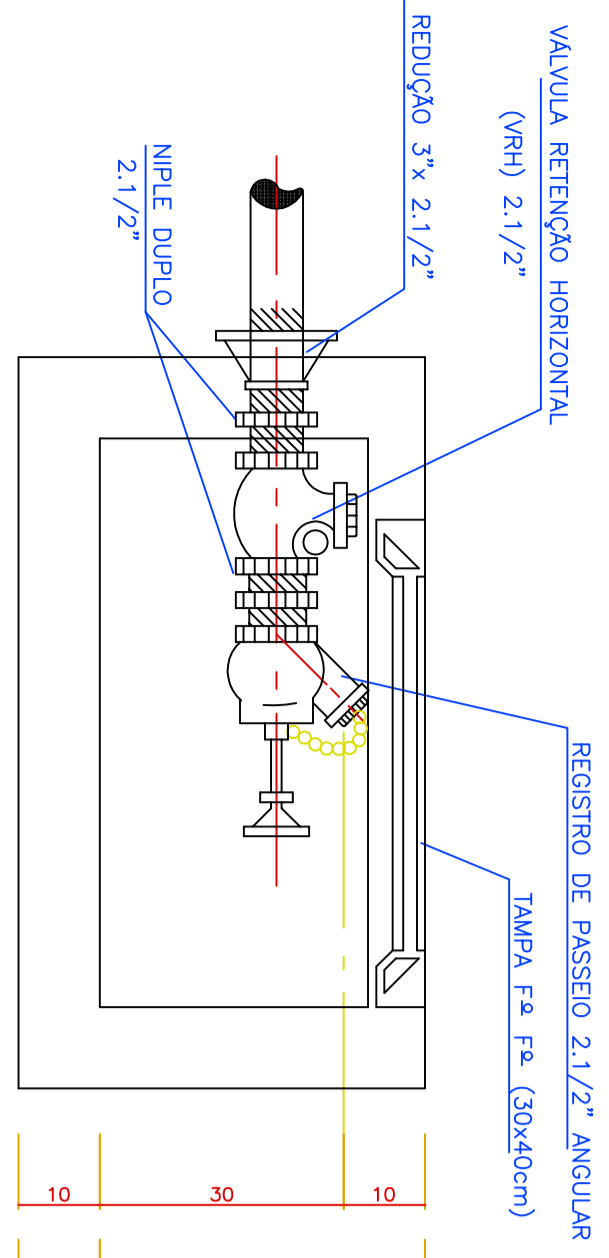 VÁLVULA RETENÇÃO HORIZONTAL
(VRH) 2.1/2"
REDUÇÃO 3"x 2.1/2"
NIPLE DUPLO
2.1/2"
REGISTRO DE PASSEIO 2.1/2" ANGULAR
TAMPA Fº Fº (30x40cm)
10
30
10